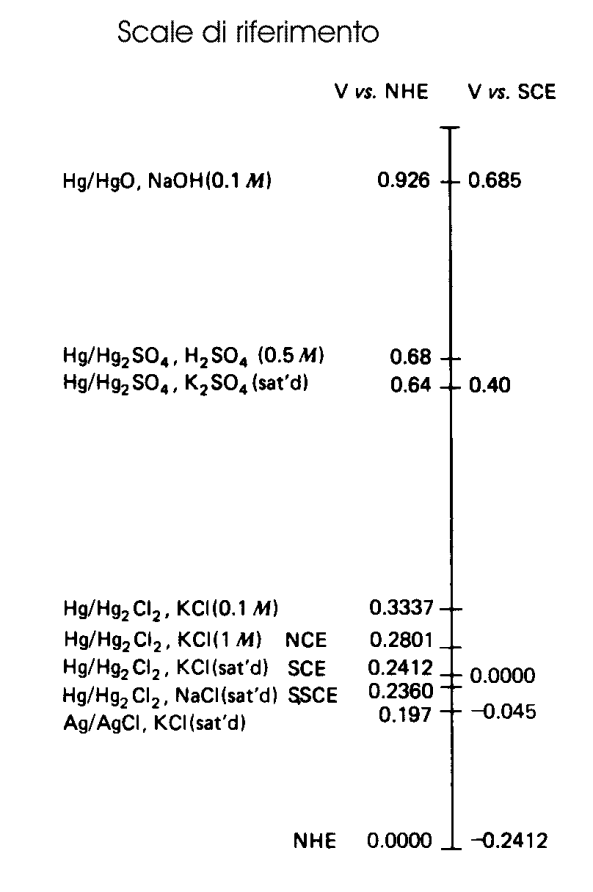 Scale di riferimento
V vs. NHE V vs. SCE
Hg/HgO, NaOH(0.1 M) 0.926 0.685
Hg/Hg₂SO₄, H₂SO₄ (0.5 M) 0.68
Hg/Hg₂SO₄, K₂SO₄(sat'd) 0.64 0.40
Hg/Hg₂Cl₂, KCl(0.1 M) 0.3337
Hg/Hg₂Cl₂, KCl(1 M) NCE 0.2801
Hg/Hg₂Cl₂, KCl(sat'd) SCE 0.2412 0.0000
Hg/Hg₂Cl₂, NaCl(sat'd) SSCE 0.2360
Ag/AgCl, KCl(sat'd) 0.197 −0.045
NHE 0.0000 −0.2412